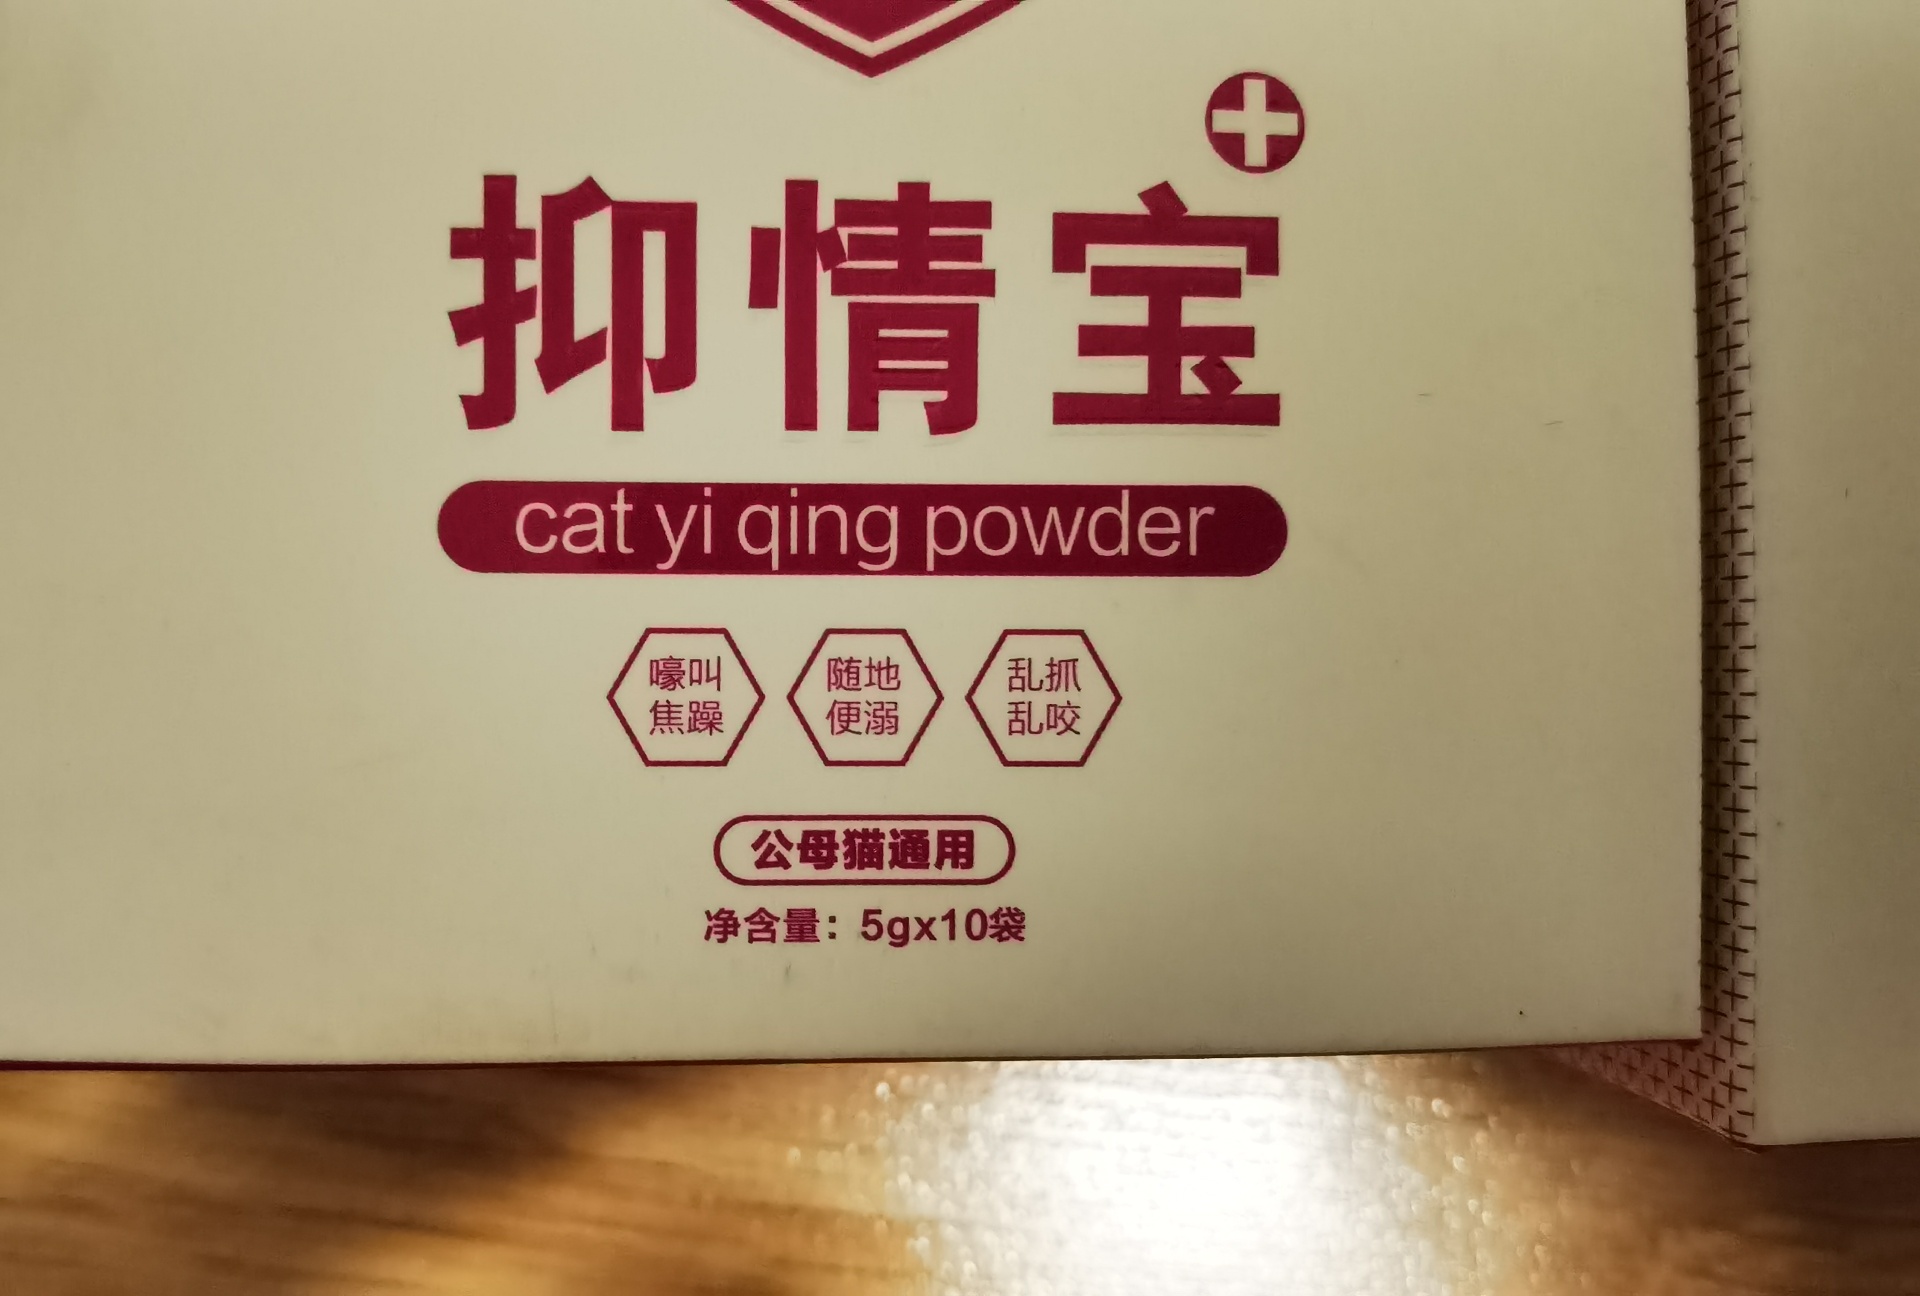 抑情宝
cat yi qing powder
嚎叫 随地 乱抓
焦躁 便溺 乱咬
公母猫通用
净含量：5gx10袋